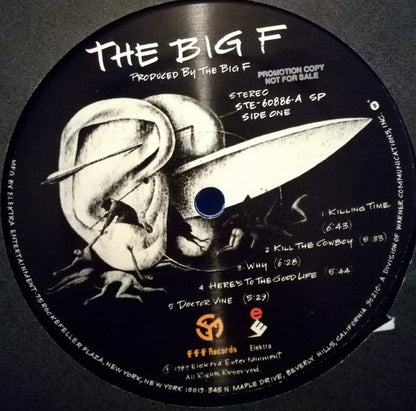 THE BIG F
PRODUCED BY THE BIG F
PROMOTION COPY
NOT FOR SALE
STEREO
STE-60886-A SP
SIDE ONE
1. KILLING TIME
(6:43)
2. KILL THE COWBOY (5:33)
3. WHY (6:28)
4. HERE'S TO THE GOOD LIFE (5:44)
5. DOCTOR VINE (5:29)
fff Records
Elektra
Ⓟ 1989 Elektra Entertainment
All Rights Reserved.
MFG BY ELEKTRA ENTERTAINMENT · 75 ROCKEFELLER PLAZA, NEW YORK, NEW YORK 10019. 345 N. MAPLE DRIVE, BEVERLY HILLS, CALIFORNIA 90210. A DIVISION OF WARNER COMMUNICATIONS, INC.